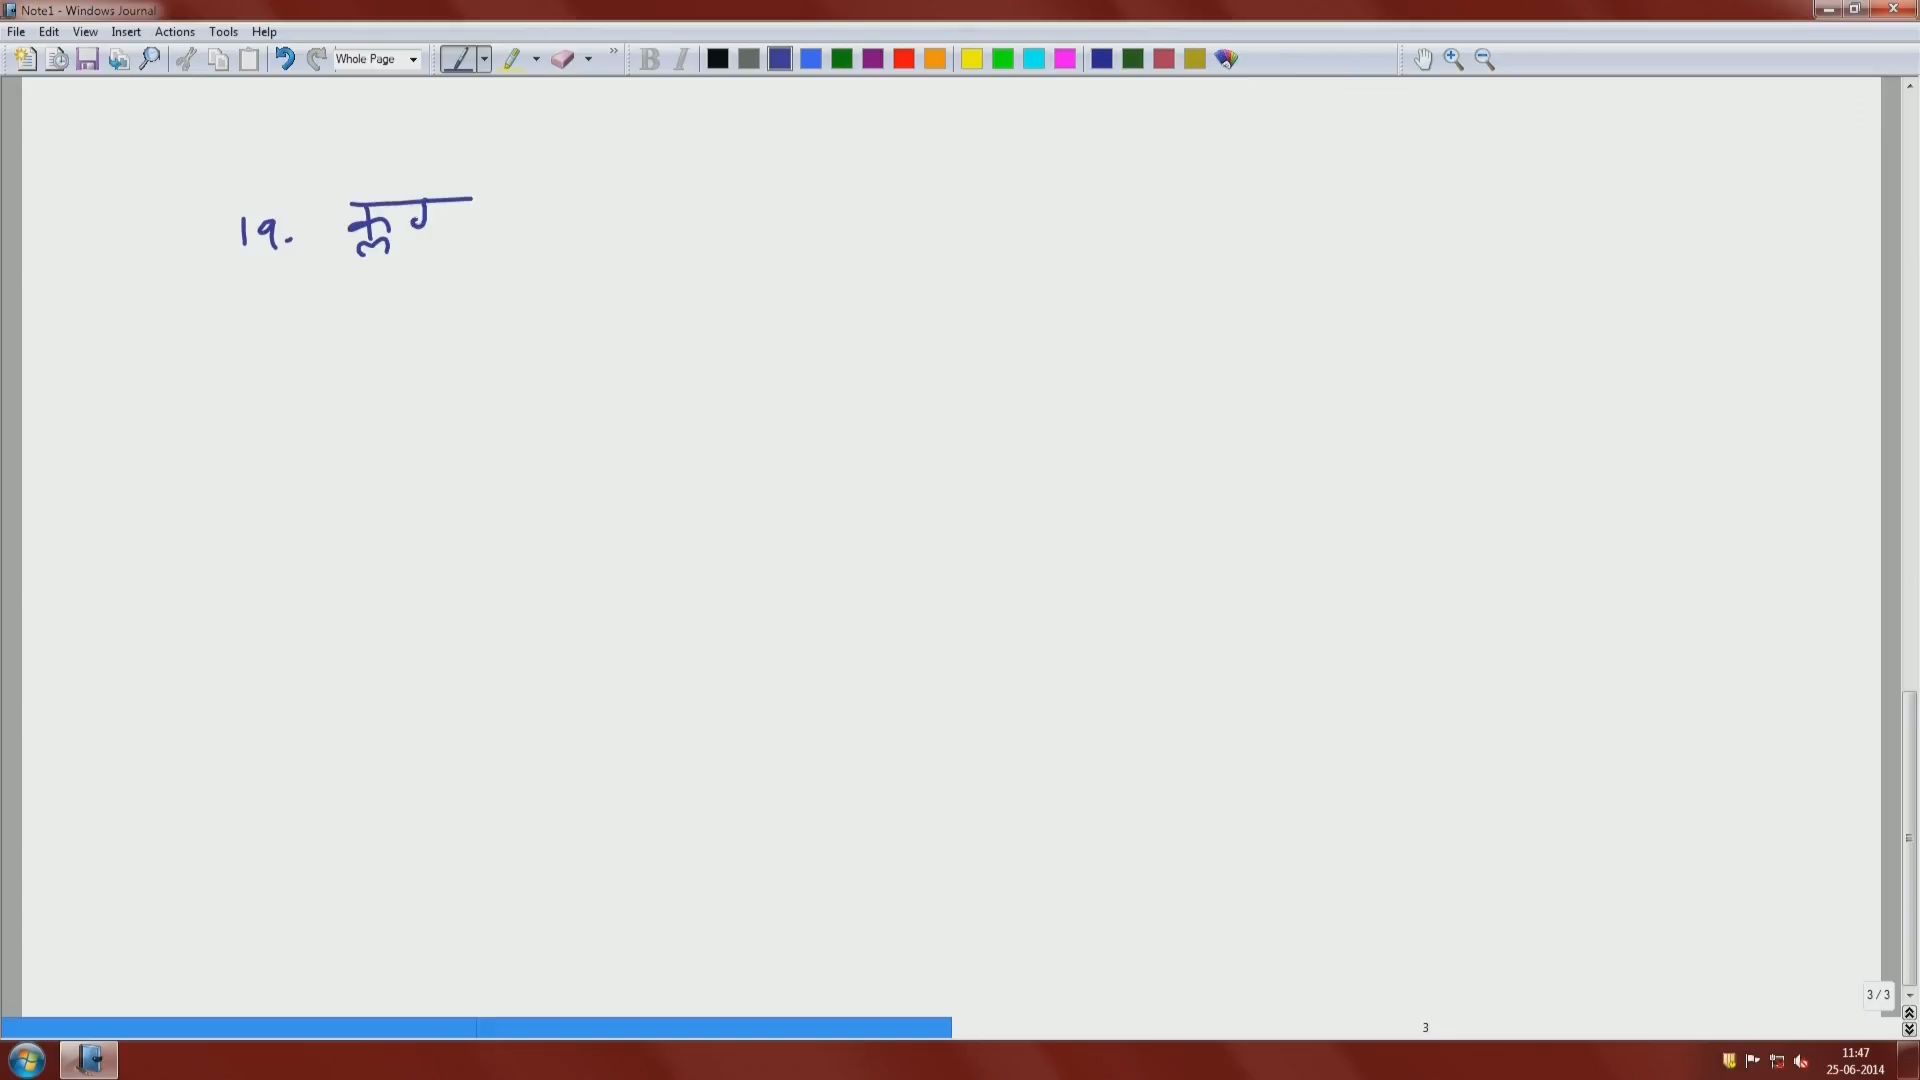 Note1 - Windows Journal
File Edit View Insert Actions Tools Help
Whole Page
B I
19.
3 / 3
3
11:47
25-06-2014